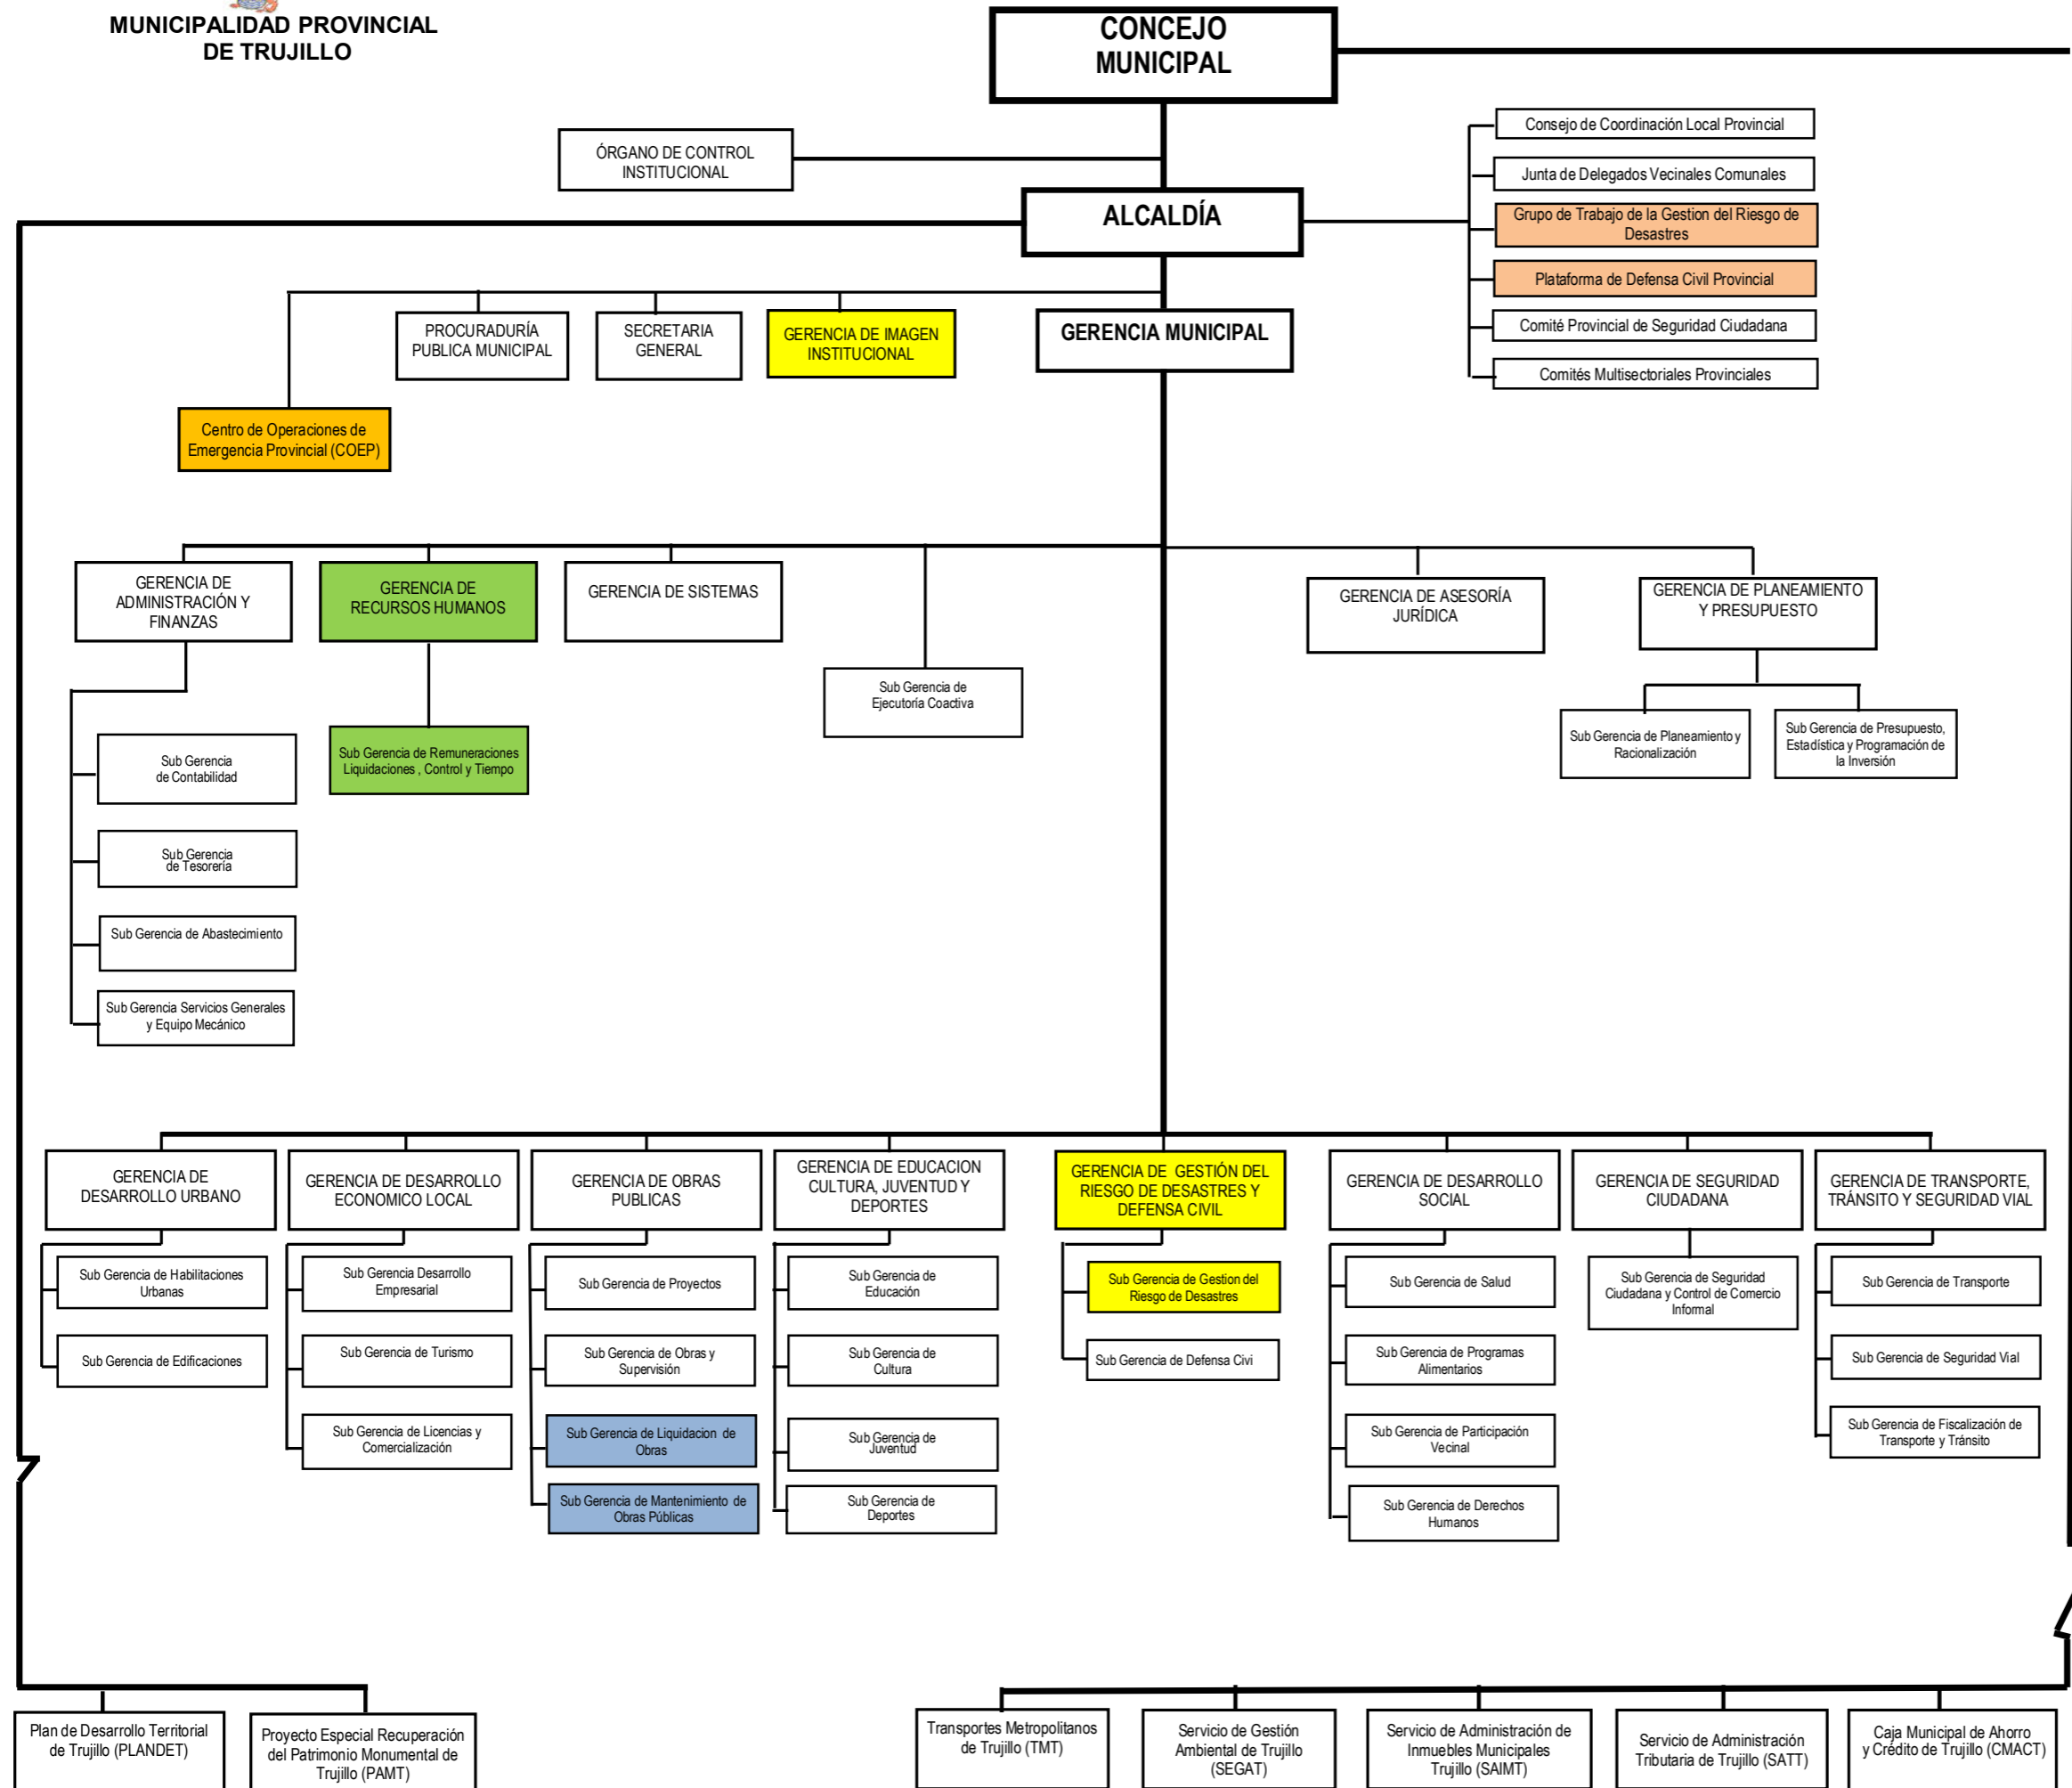 MUNICIPALIDAD PROVINCIAL
DE TRUJILLO
CONCEJO
MUNICIPAL
ÓRGANO DE CONTROL
INSTITUCIONAL
ALCALDÍA
Consejo de Coordinación Local Provincial
Junta de Delegados Vecinales Comunales
Grupo de Trabajo de la Gestion del Riesgo de
Desastres
Plataforma de Defensa Civil Provincial
Comité Provincial de Seguridad Ciudadana
Comités Multisectoriales Provinciales
PROCURADURÍA
PUBLICA MUNICIPAL
SECRETARIA
GENERAL
GERENCIA DE IMAGEN
INSTITUCIONAL
GERENCIA MUNICIPAL
Centro de Operaciones de
Emergencia Provincial (COEP)
GERENCIA DE
ADMINISTRACIÓN Y
FINANZAS
GERENCIA DE
RECURSOS HUMANOS
GERENCIA DE SISTEMAS
Sub Gerencia de
Ejecutoría Coactiva
GERENCIA DE ASESORÍA
JURÍDICA
GERENCIA DE PLANEAMIENTO
Y PRESUPUESTO
Sub Gerencia de Planeamiento y
Racionalización
Sub Gerencia de Presupuesto,
Estadística y Programación de
la Inversión
Sub Gerencia
de Contabilidad
Sub Gerencia de Remuneraciones
Liquidaciones , Control y Tiempo
Sub Gerencia
de Tesorería
Sub Gerencia de Abastecimiento
Sub Gerencia Servicios Generales
y Equipo Mecánico
GERENCIA DE
DESARROLLO URBANO
GERENCIA DE DESARROLLO
ECONOMICO LOCAL
GERENCIA DE OBRAS
PUBLICAS
GERENCIA DE EDUCACION
CULTURA, JUVENTUD Y
DEPORTES
GERENCIA DE GESTIÓN DEL
RIESGO DE DESASTRES Y
DEFENSA CIVIL
GERENCIA DE DESARROLLO
SOCIAL
GERENCIA DE SEGURIDAD
CIUDADANA
GERENCIA DE TRANSPORTE,
TRÁNSITO Y SEGURIDAD VIAL
Sub Gerencia de Habilitaciones
Urbanas
Sub Gerencia de Edificaciones
Sub Gerencia Desarrollo
Empresarial
Sub Gerencia de Turismo
Sub Gerencia de Licencias y
Comercialización
Sub Gerencia de Proyectos
Sub Gerencia de Obras y
Supervisión
Sub Gerencia de Liquidacion de
Obras
Sub Gerencia de Mantenimiento de
Obras Públicas
Sub Gerencia de
Educación
Sub Gerencia de
Cultura
Sub Gerencia de
Juventud
Sub Gerencia de
Deportes
Sub Gerencia de Gestion del
Riesgo de Desastres
Sub Gerencia de Defensa Civi
Sub Gerencia de Salud
Sub Gerencia de Programas
Alimentarios
Sub Gerencia de Participación
Vecinal
Sub Gerencia de Derechos
Humanos
Sub Gerencia de Seguridad
Ciudadana y Control de Comercio
Informal
Sub Gerencia de Transporte
Sub Gerencia de Seguridad Vial
Sub Gerencia de Fiscalización de
Transporte y Tránsito
Plan de Desarrollo Territorial
de Trujillo (PLANDET)
Proyecto Especial Recuperación
del Patrimonio Monumental de
Trujillo (PAMT)
Transportes Metropolitanos
de Trujillo (TMT)
Servicio de Gestión
Ambiental de Trujillo
(SEGAT)
Servicio de Administración de
Inmuebles Municipales
Trujillo (SAIMT)
Servicio de Administración
Tributaria de Trujillo (SATT)
Caja Municipal de Ahorro
y Crédito de Trujillo (CMACT)